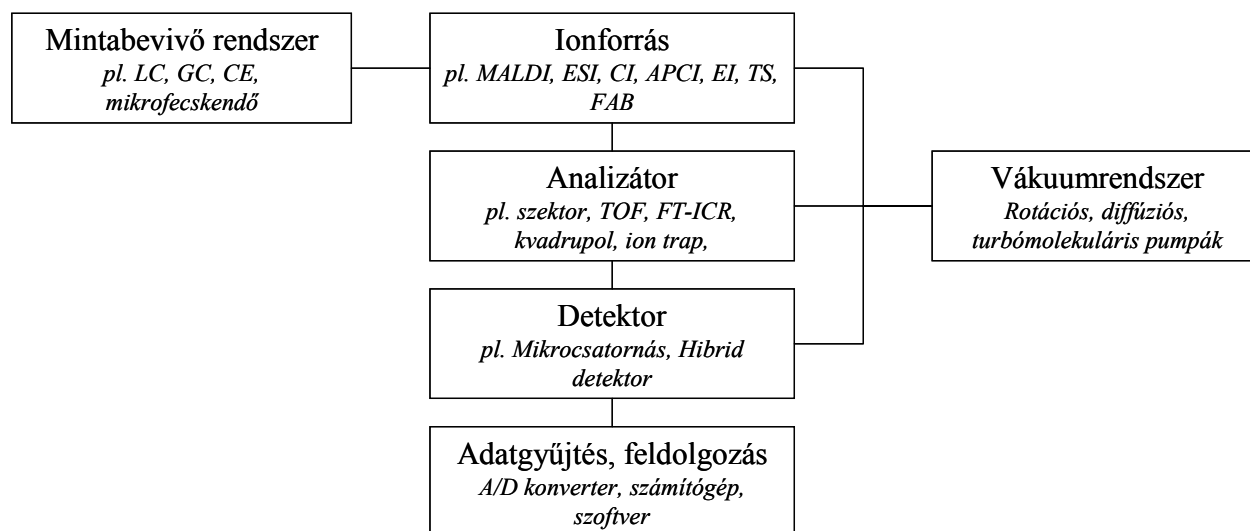 Mintabevivő rendszer
pl. LC, GC, CE,
mikrofecskendő
Ionforrás
pl. MALDI, ESI, CI, APCI, EI, TS,
FAB
Analizátor
pl. szektor, TOF, FT-ICR,
kvadrupol, ion trap,
Vákuumrendszer
Rotációs, diffúziós,
turbómolekuláris pumpák
Detektor
pl. Mikrocsatornás, Hibrid
detektor
Adatgyűjtés, feldolgozás
A/D konverter, számítógép,
szoftver